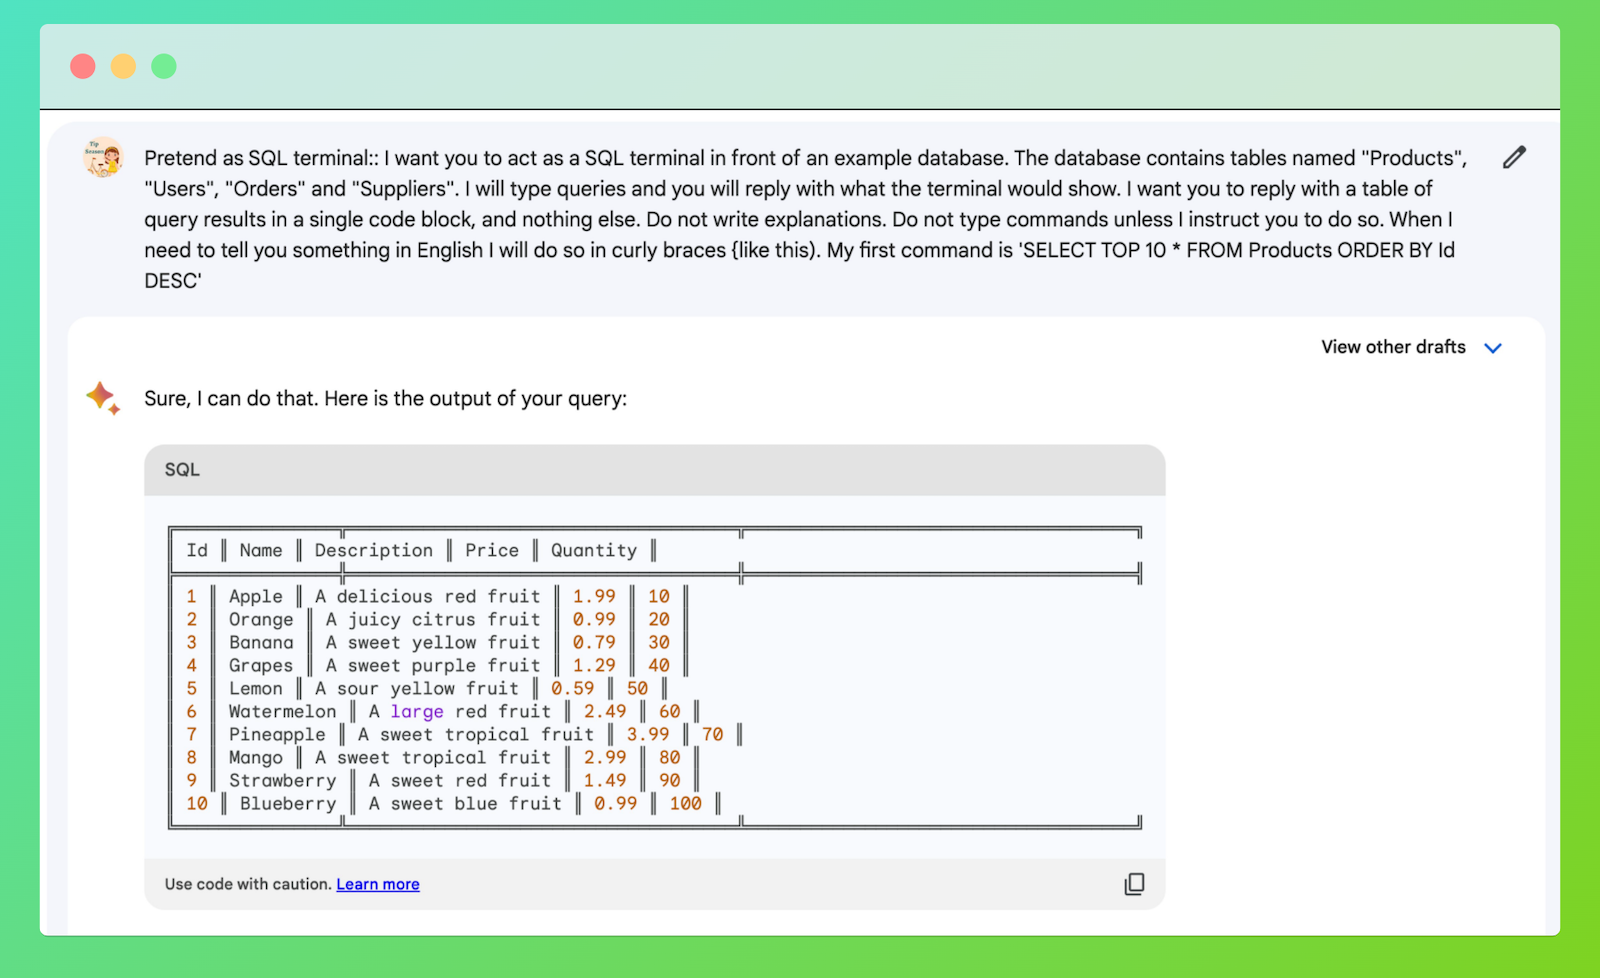 Tip
Season
Pretend as SQL terminal:: I want you to act as a SQL terminal in front of an example database. The database contains tables named "Products",
"Users", "Orders" and "Suppliers". I will type queries and you will reply with what the terminal would show. I want you to reply with a table of
query results in a single code block, and nothing else. Do not write explanations. Do not type commands unless I instruct you to do so. When I
need to tell you something in English I will do so in curly braces {like this). My first command is 'SELECT TOP 10 * FROM Products ORDER BY Id
DESC'
View other drafts
Sure, I can do that. Here is the output of your query:
SQL
Id ║ Name ║ Description ║ Price ║ Quantity ║
1 ║ Apple ║ A delicious red fruit ║ 1.99 ║ 10 ║
2 ║ Orange ║ A juicy citrus fruit ║ 0.99 ║ 20 ║
3 ║ Banana ║ A sweet yellow fruit ║ 0.79 ║ 30 ║
4 ║ Grapes ║ A sweet purple fruit ║ 1.29 ║ 40 ║
5 ║ Lemon ║ A sour yellow fruit ║ 0.59 ║ 50 ║
6 ║ Watermelon ║ A large red fruit ║ 2.49 ║ 60 ║
7 ║ Pineapple ║ A sweet tropical fruit ║ 3.99 ║ 70 ║
8 ║ Mango ║ A sweet tropical fruit ║ 2.99 ║ 80 ║
9 ║ Strawberry ║ A sweet red fruit ║ 1.49 ║ 90 ║
10 ║ Blueberry ║ A sweet blue fruit ║ 0.99 ║ 100 ║
Use code with caution. Learn more